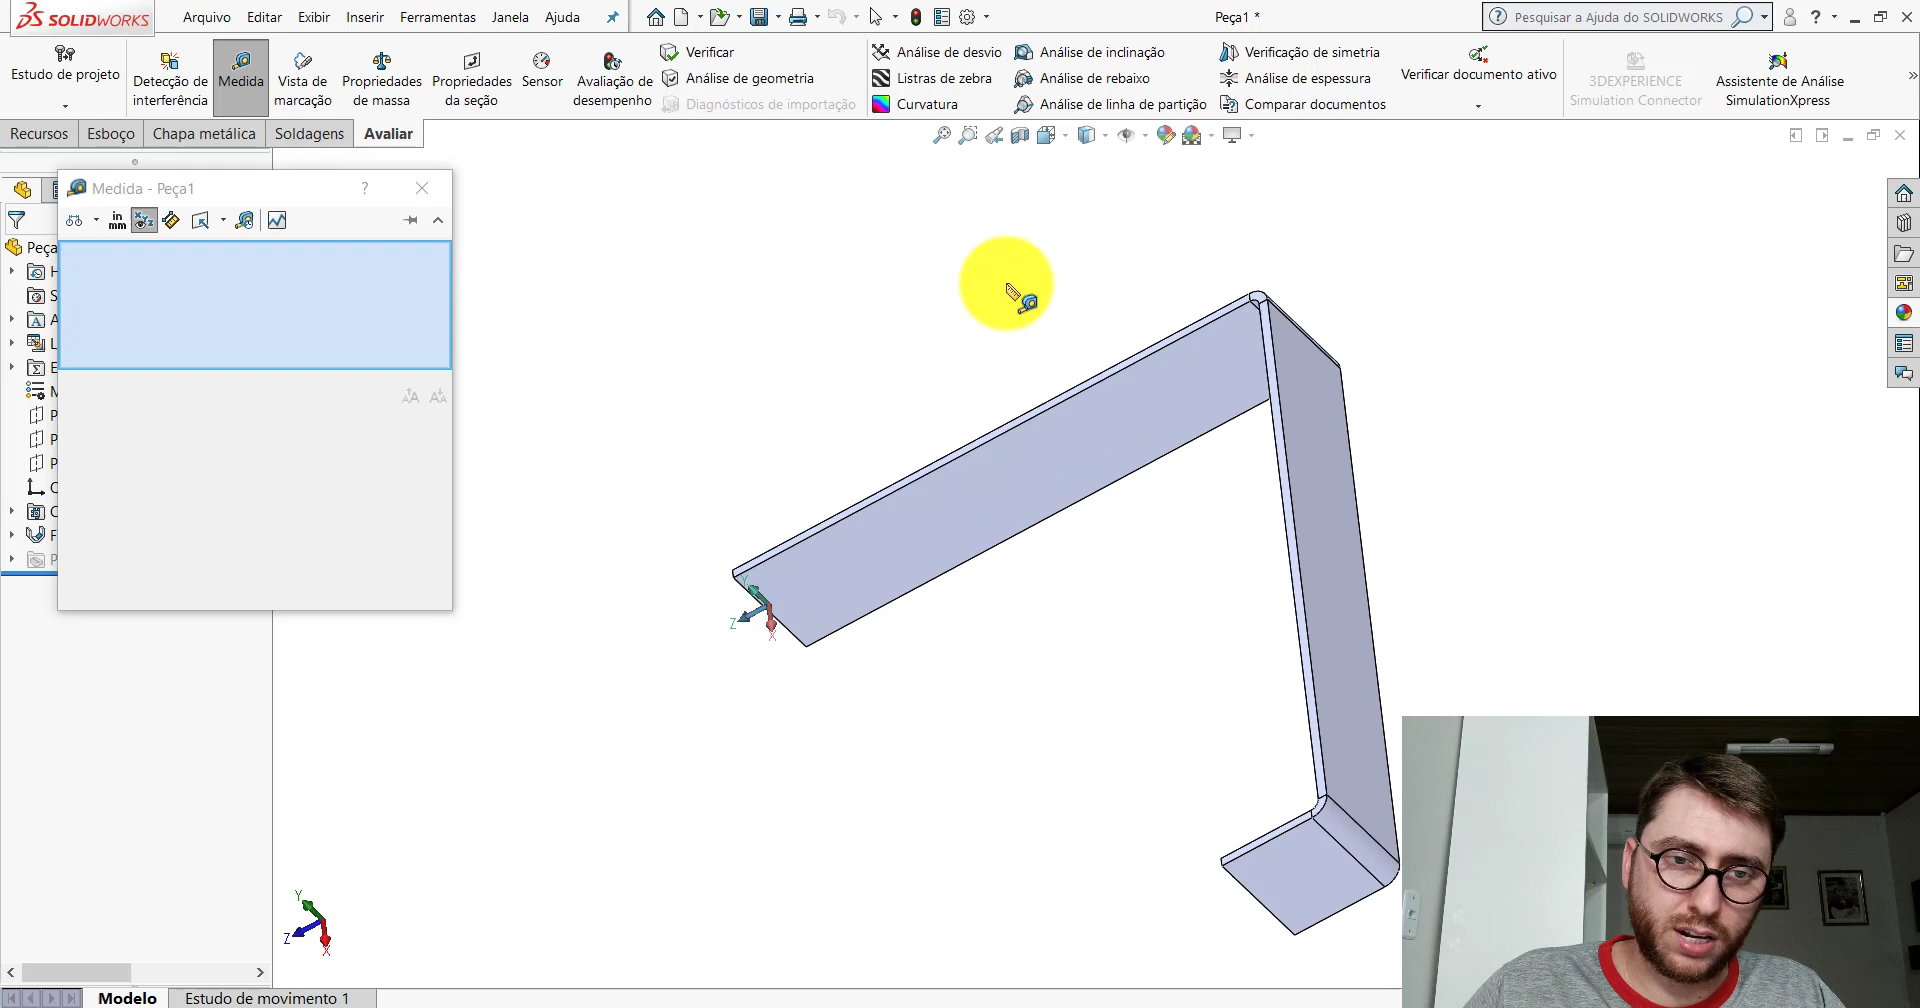 SOLIDWORKS
Arquivo Editar Exibir Inserir Ferramentas Janela Ajuda
Peça1 *
Pesquisar a Ajuda do SOLIDWORKS
?
Estudo de projeto
Detecção de interferência
Medida
Vista de marcação
Propriedades de massa
Propriedades da seção
Sensor
Avaliação de desempenho
Verificar
Análise de geometria
Diagnósticos de importação
Análise de desvio
Listras de zebra
Curvatura
Análise de inclinação
Análise de rebaixo
Análise de linha de partição
Verificação de simetria
Análise de espessura
Comparar documentos
Verificar documento ativo
3DEXPERIENCE Simulation Connector
Assistente de Análise SimulationXpress
Recursos Esboço Chapa metálica Soldagens Avaliar
Medida - Peça1
?
in
mm
Peça
H
S
A
L
E
M
P
P
P
O
C
F
P
Y
Z
X
Y
Z
X
Modelo Estudo de movimento 1